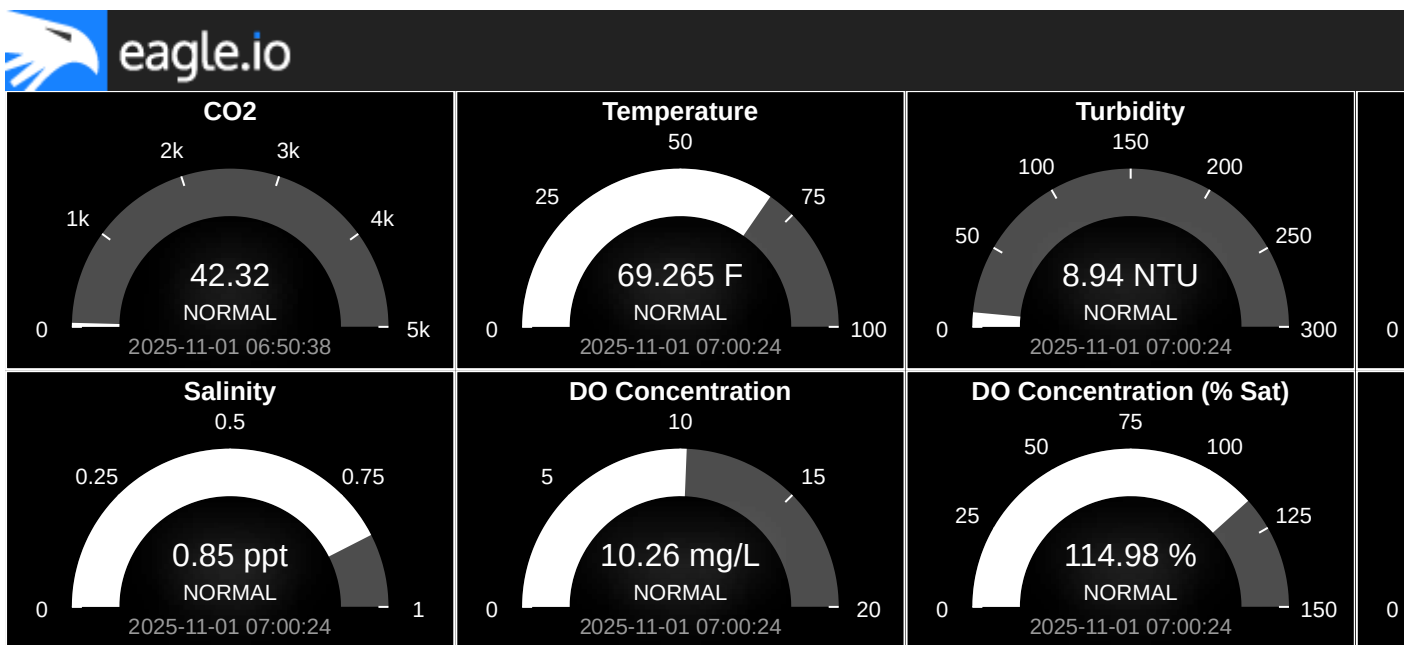 eagle.io
CO2
2k
3k
1k
4k
0
5k
42.32
NORMAL
2025-11-01 06:50:38
Temperature
50
25
75
0
100
69.265 F
NORMAL
2025-11-01 07:00:24
Turbidity
150
100
200
50
250
0
300
8.94 NTU
NORMAL
2025-11-01 07:00:24
0
Salinity
0.5
0.25
0.75
0
1
0.85 ppt
NORMAL
2025-11-01 07:00:24
DO Concentration
10
5
15
0
20
10.26 mg/L
NORMAL
2025-11-01 07:00:24
DO Concentration (% Sat)
75
50
100
25
125
0
150
114.98 %
NORMAL
2025-11-01 07:00:24
0